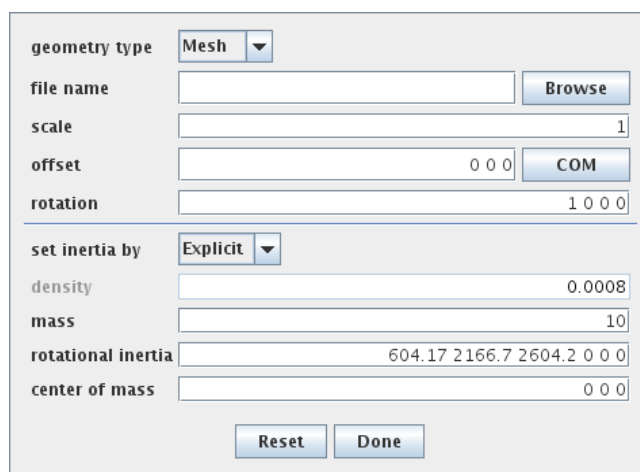 geometry type Mesh
file name Browse
scale 1
offset 0 0 0 COM
rotation 1 0 0 0
set inertia by Explicit
density 0.0008
mass 10
rotational inertia 604.17 2166.7 2604.2 0 0 0
center of mass 0 0 0
Reset Done